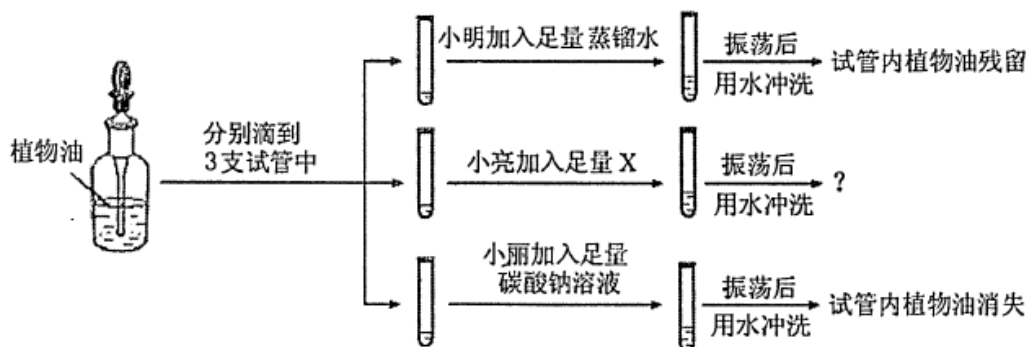 小明加入足量蒸馏水
振荡后
用水冲洗
试管内植物油残留
植物油
分别滴到
3支试管中
小亮加入足量 X
振荡后
用水冲洗
?
小丽加入足量
碳酸钠溶液
振荡后
用水冲洗
试管内植物油消失